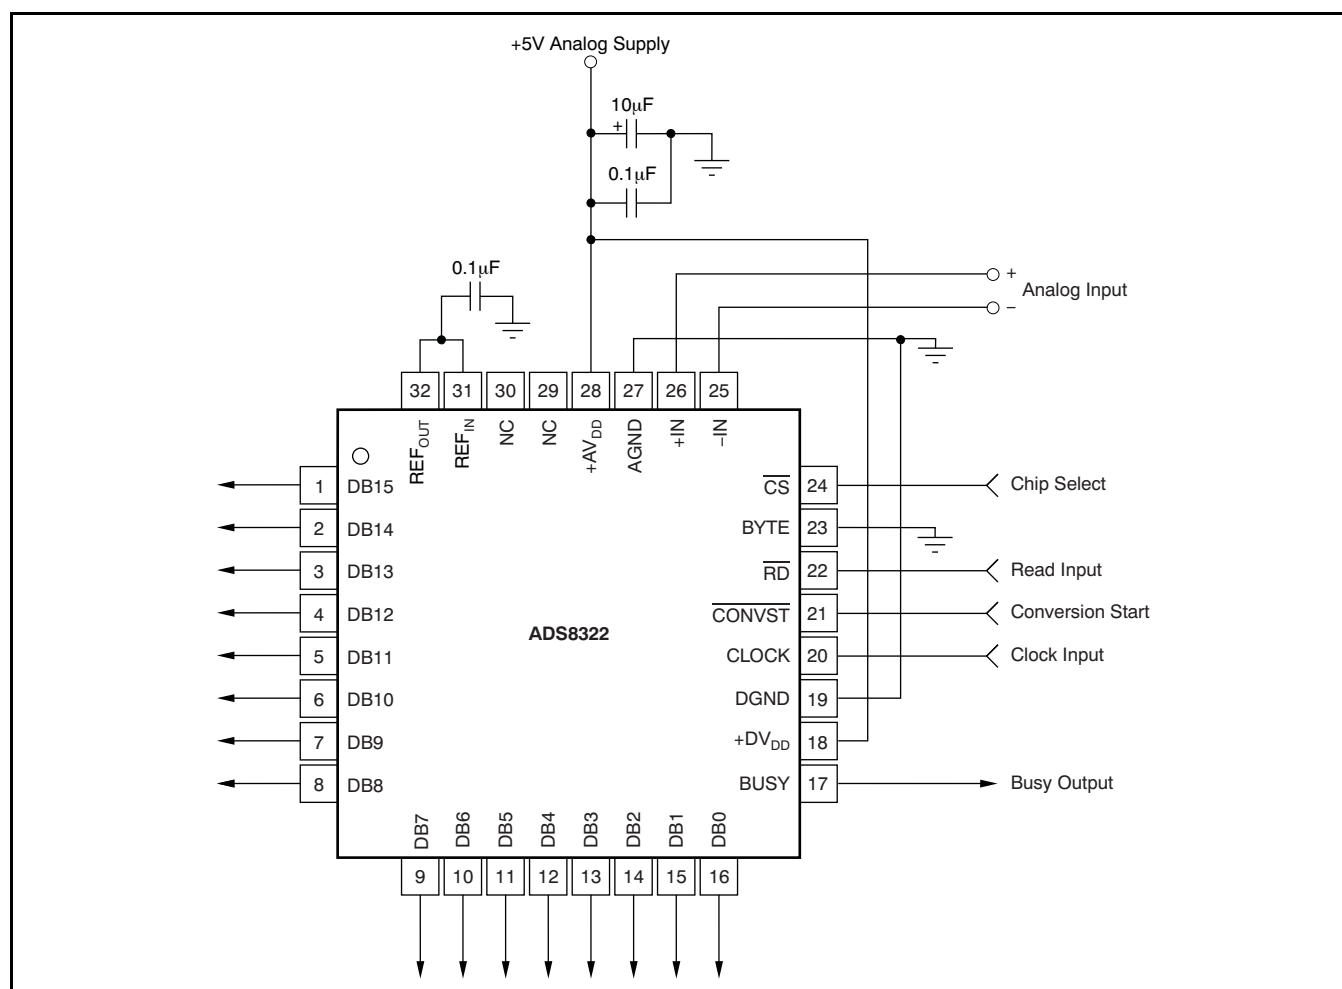 +5V Analog Supply
10µF
+
0.1µF
0.1µF
+
Analog Input
–
32 31 30 29 28 27 26 25
REFOUT REFIN NC NC +AVDD AGND +IN –IN
1 DB15
2 DB14
3 DB13
4 DB12
5 DB11
6 DB10
7 DB9
8 DB8
ADS8322
CS 24 Chip Select
BYTE 23
RD 22 Read Input
CONVST 21 Conversion Start
CLOCK 20 Clock Input
DGND 19
+DVDD 18
BUSY 17 Busy Output
DB7 DB6 DB5 DB4 DB3 DB2 DB1 DB0
9 10 11 12 13 14 15 16